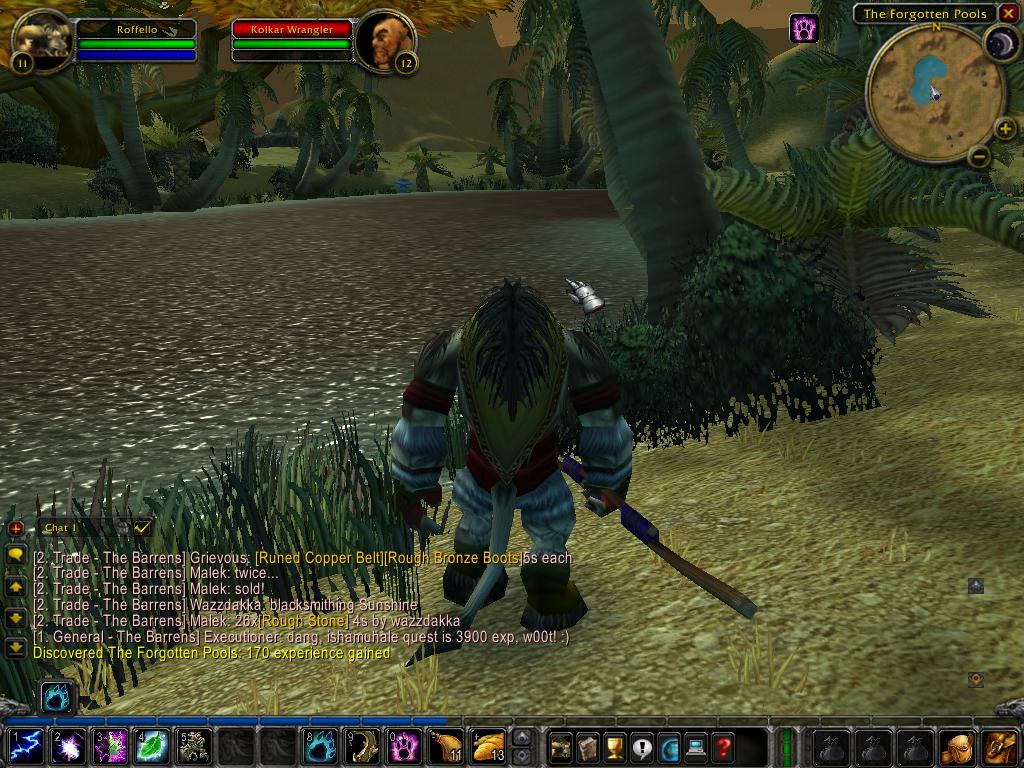 Roffello
Kolkar Wrangler
The Forgotten Pools
N
11
12
Chat 1
[2. Trade - The Barrens] Grievous: [Runed Copper Belt][Rough Bronze Boots]5s each
[2. Trade - The Barrens] Malek: twice...
[2. Trade - The Barrens] Malek: sold!
[2. Trade - The Barrens] Wazzdakka: blacksmithing Sunshine
[2. Trade - The Barrens] Malek: 26x[Rough Stone] 4s by wazzdakka
[1. General - The Barrens] Executioner: dang, ishamuhale quest is 3900 exp, w00t! :)
Discovered The Forgotten Pools: 170 experience gained
1 2 3 4 5 8 9 0 - 11 = 13